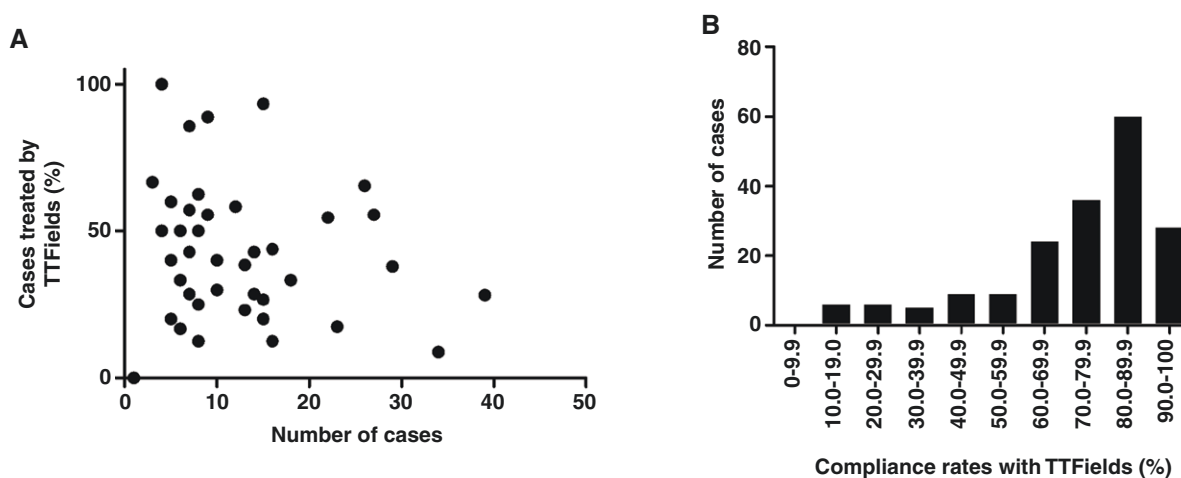 A
Cases treated by
TTFields (%)
100
50
0
0 10 20 30 40 50
Number of cases
B
Number of cases
80
60
40
20
0
0-9.9
10.0-19.0
20.0-29.9
30.0-39.9
40.0-49.9
50.0-59.9
60.0-69.9
70.0-79.9
80.0-89.9
90.0-100
Compliance rates with TTFields (%)